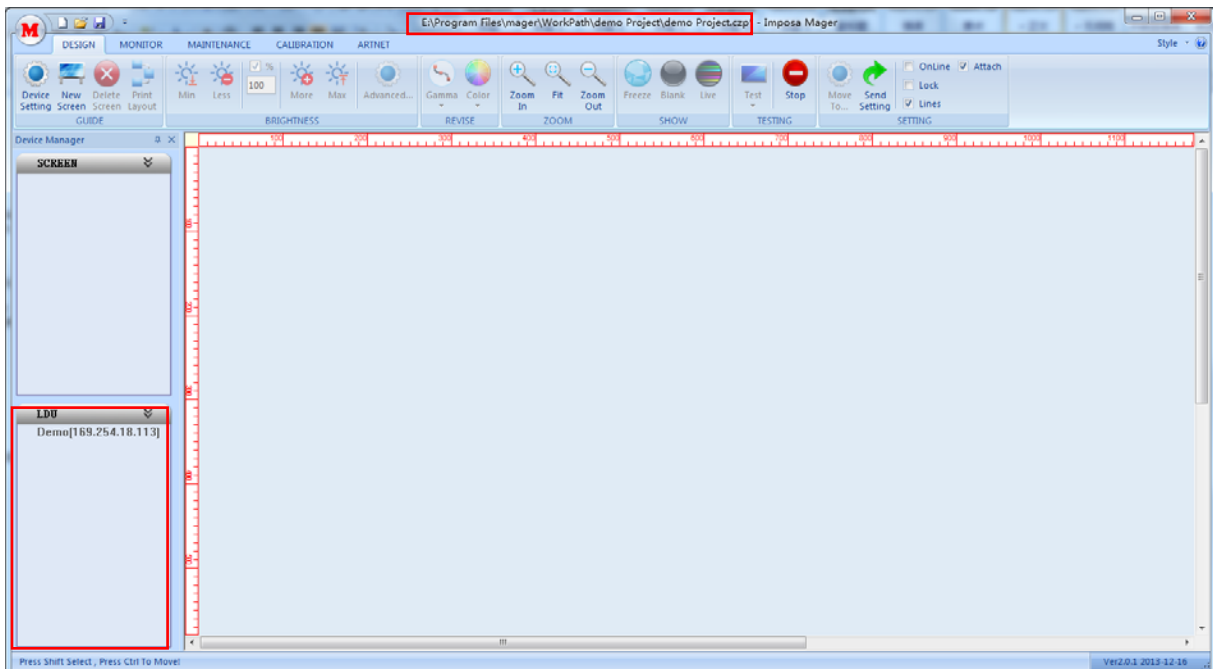 E:\Program Files\mager\WorkPath\demo Project\demo Project.czp - Imposa Mager
M
DESIGN MONITOR MAINTENANCE CALIBRATION ARTNET Style
Device Setting New Screen Delete Screen Print Layout Min Less % 100 More Max Advanced... Gamma Color Zoom In Fit Zoom Out Freeze Blank Live Test Stop Move To... Send Setting OnLine Attach Lock Lines
GUIDE BRIGHTNESS REVISE ZOOM SHOW TESTING SETTING
Device Manager
100 200 300 400 500 600 700 800 900 1000 1100
SCREEN
LDU
Demo[169.254.18.113]
Press Shift Select , Press Ctrl To Move! Ver2.0.1 2013-12-16